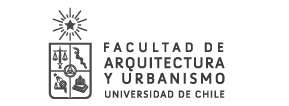 FACULTAD DE
ARQUITECTURA
Y URBANISMO
UNIVERSIDAD DE CHILE